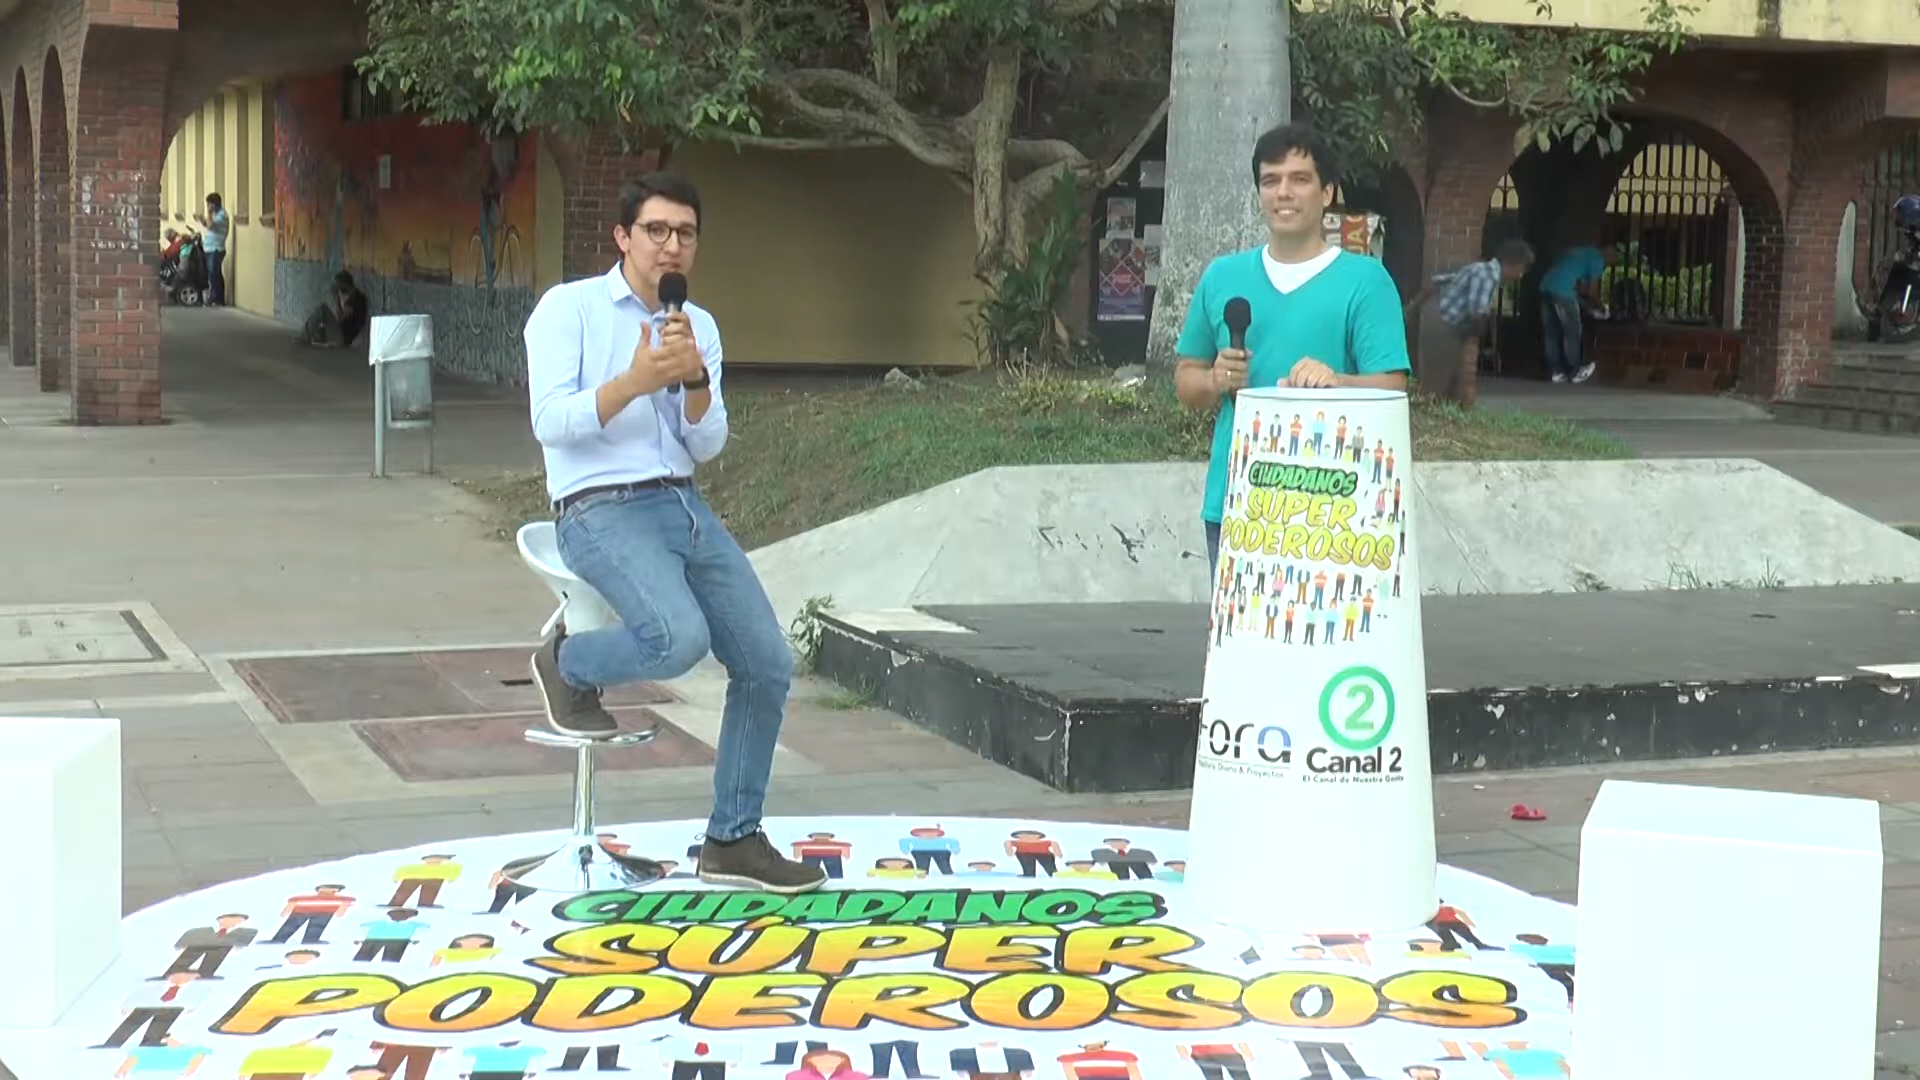 CIUDADANOS
SÚPER
PODEROSOS
fora
2
Canal 2
El Canal de Nuestra Gente
CIUDADANOS
SÚPER
PODEROSOS